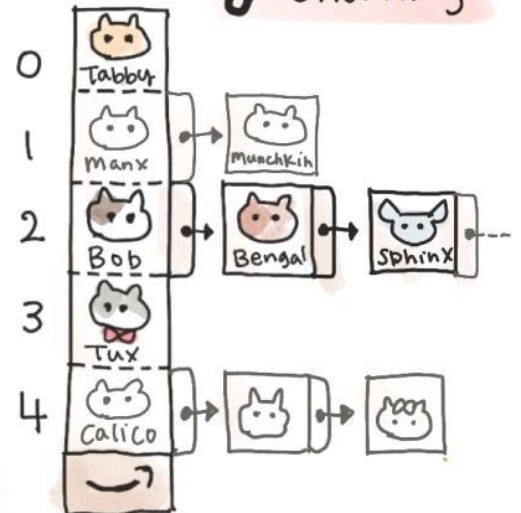 0
Tabby
1
Manx
Munchkin
2
Bob
Bengal
Sphinx
3
Tux
4
Calico